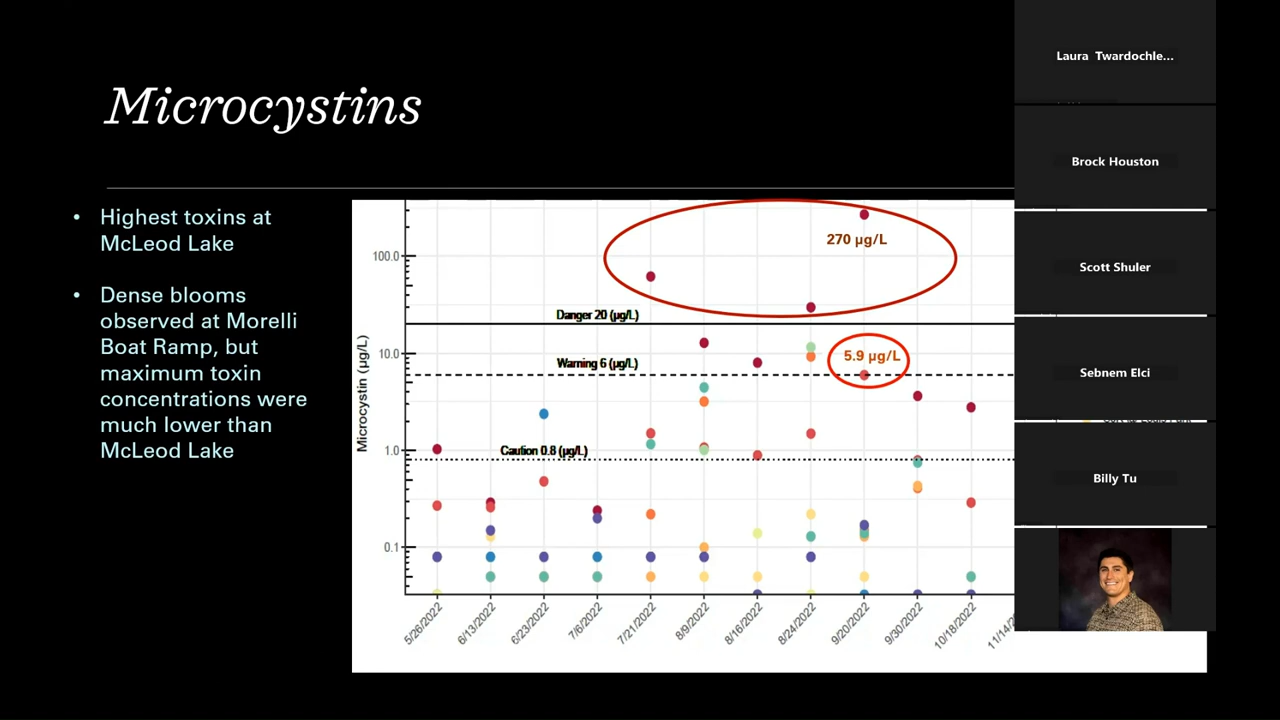 Microcystins
• Highest toxins at
McLeod Lake
• Dense blooms
observed at Morelli
Boat Ramp, but
maximum toxin
concentrations were
much lower than
McLeod Lake
Microcystin (µg/L)
100.0
10.0
1.0
0.1
270 µg/L
Danger 20 (µg/L)
Warning 6 (µg/L)
5.9 µg/L
Caution 0.8 (µg/L)
5/26/2022
6/13/2022
6/23/2022
7/6/2022
7/21/2022
8/9/2022
8/16/2022
8/24/2022
9/20/2022
9/30/2022
10/18/2022
Laura Twardochle...
Brock Houston
Scott Shuler
Sebnem Elci
Billy Tu